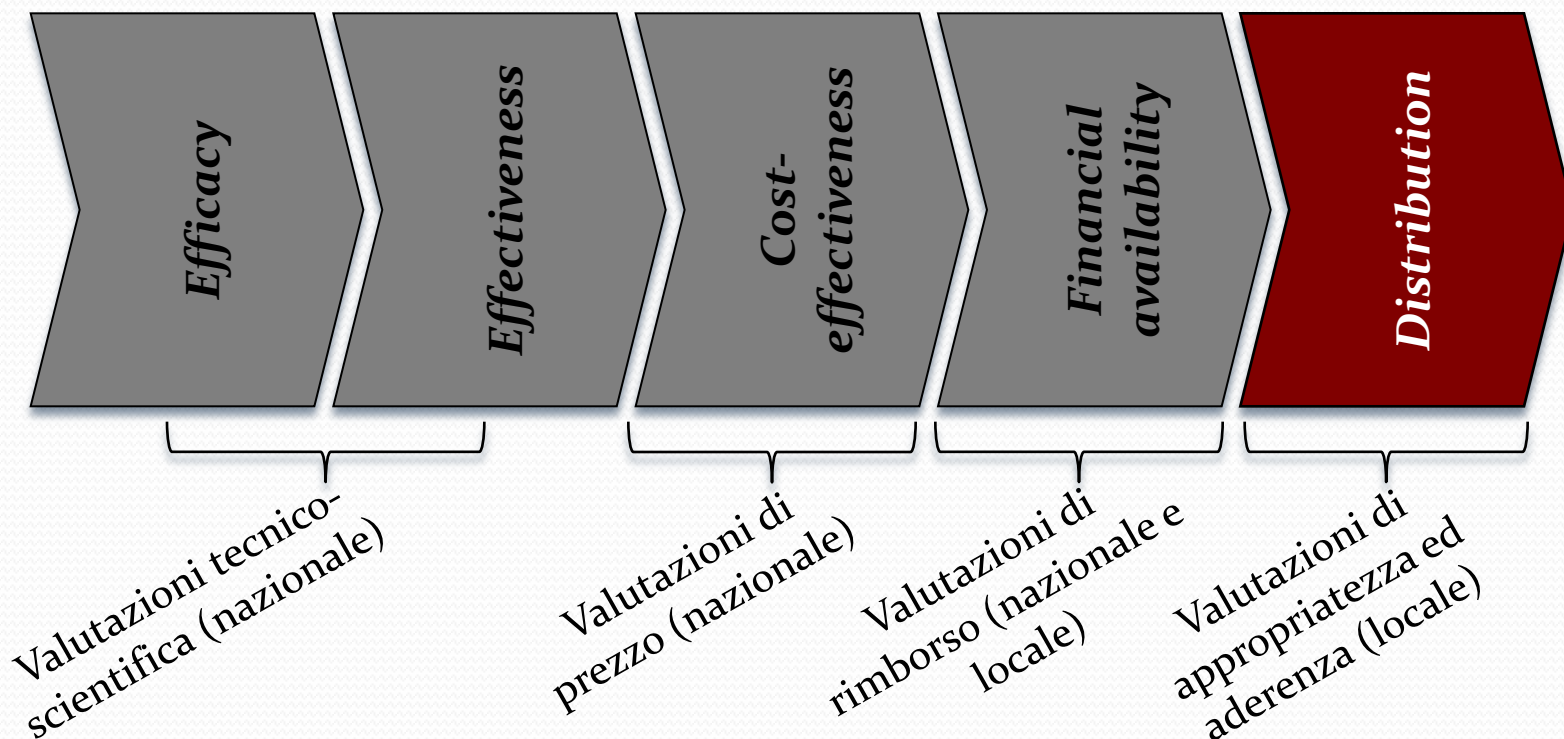 Efficacy
Effectiveness
Cost-
effectiveness
Financial
availability
Distribution
Valutazioni tecnico-
scientifica (nazionale)
Valutazioni di
prezzo (nazionale)
Valutazioni di
rimborso (nazionale e
locale)
Valutazioni di
appropriatezza ed
aderenza (locale)